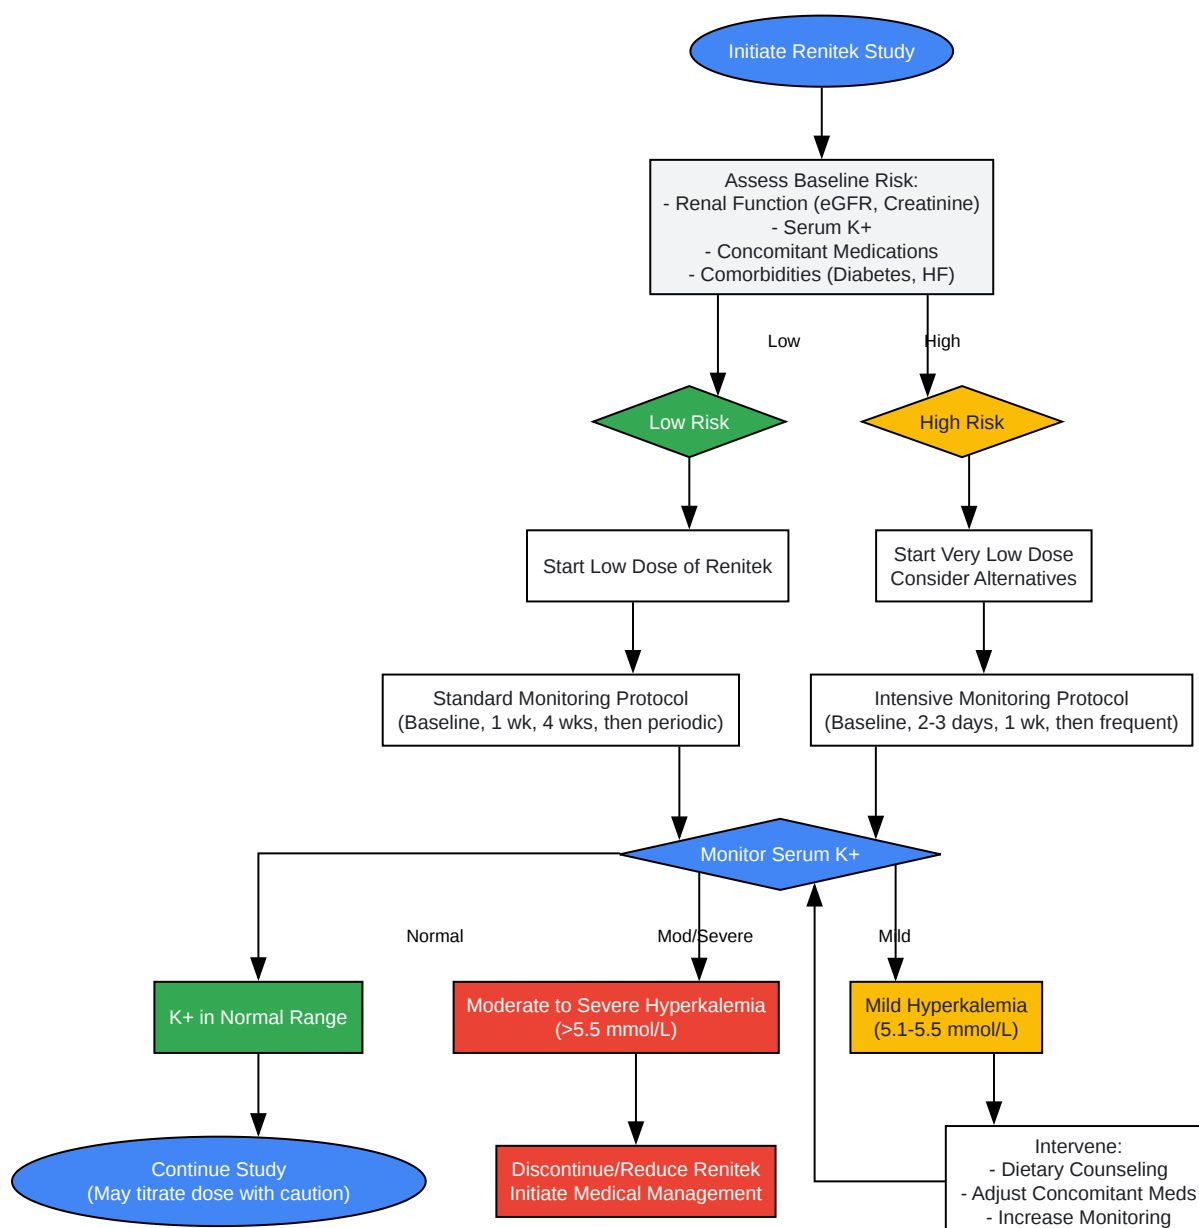 Initiate Renitek Study
Assess Baseline Risk:
- Renal Function (eGFR, Creatinine)
- Serum K+
- Concomitant Medications
- Comorbidities (Diabetes, HF)
Low
High
Low Risk
High Risk
Start Low Dose of Renitek
Start Very Low Dose
Consider Alternatives
Standard Monitoring Protocol
(Baseline, 1 wk, 4 wks, then periodic)
Intensive Monitoring Protocol
(Baseline, 2-3 days, 1 wk, then frequent)
Monitor Serum K+
Normal
Mod/Severe
Mild
K+ in Normal Range
Moderate to Severe Hyperkalemia
(>5.5 mmol/L)
Mild Hyperkalemia
(5.1-5.5 mmol/L)
Continue Study
(May titrate dose with caution)
Discontinue/Reduce Renitek
Initiate Medical Management
Intervene:
- Dietary Counseling
- Adjust Concomitant Meds
- Increase Monitoring